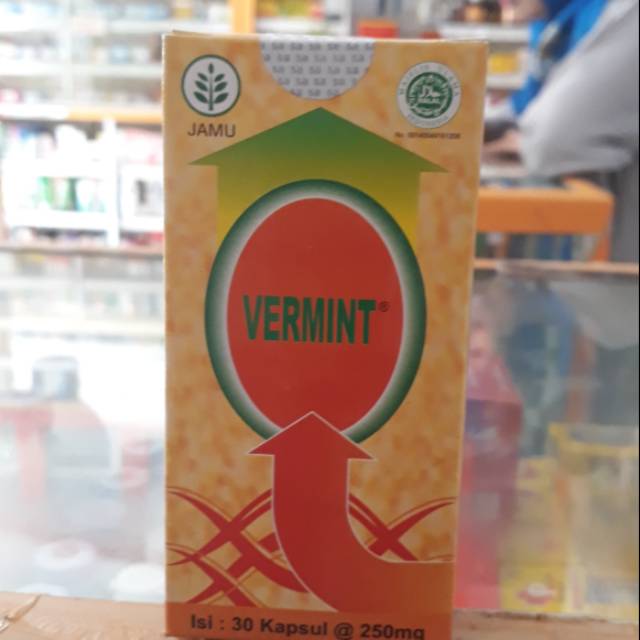 JAMU
VERMINT®
Isi : 30 Kapsul @ 250mg